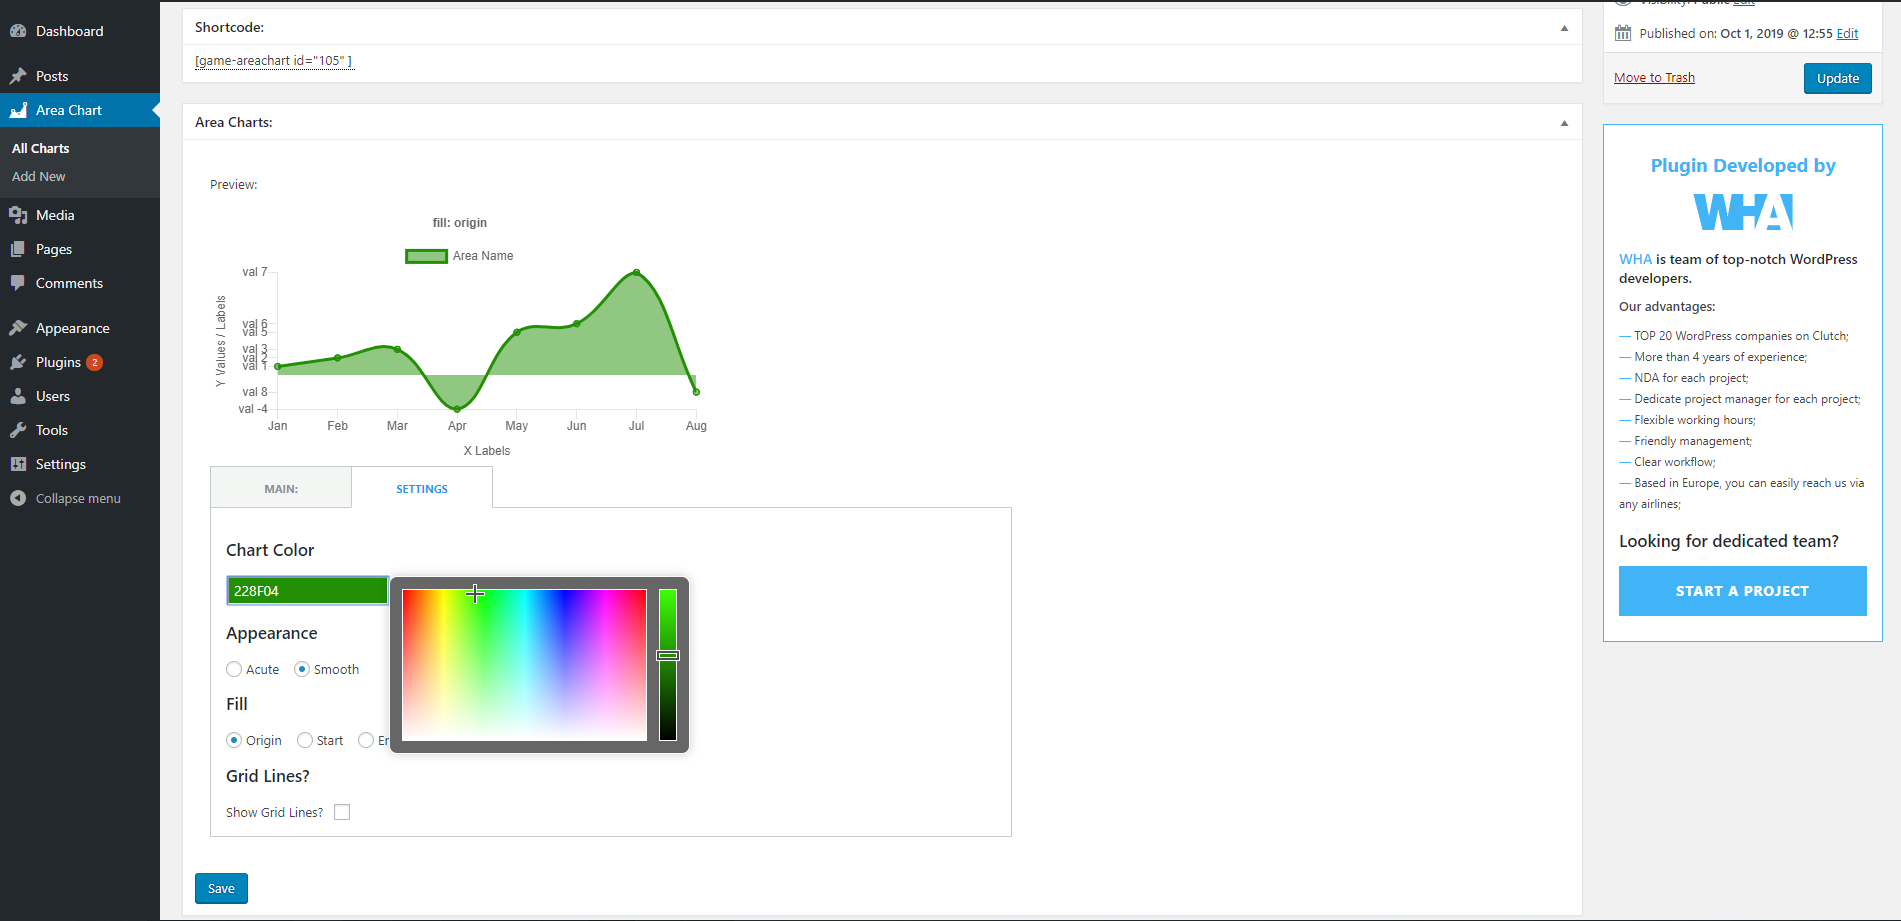 Dashboard
Posts
Area Chart
All Charts
Add New
Media
Pages
Comments
Appearance
Plugins 2
Users
Tools
Settings
Collapse menu
Shortcode:
[game-areachart id="105" ]
Area Charts:
Preview:
fill: origin
Area Name
Y Values / Labels
val 7
val 6
val 5
val 3
val 2
val 1
val 8
val -4
Jan Feb Mar Apr May Jun Jul Aug
X Labels
MAIN: SETTINGS
Chart Color
228F04
Appearance
Acute Smooth
Fill
Origin Start
Grid Lines?
Show Grid Lines?
Save
Visibility: Public Edit
Published on: Oct 1, 2019 @ 12:55 Edit
Move to Trash Update
Plugin Developed by
WHA
WHA is team of top-notch WordPress
developers.
Our advantages:
— TOP 20 WordPress companies on Clutch;
— More than 4 years of experience;
— NDA for each project;
— Dedicate project manager for each project;
— Flexible working hours;
— Friendly management;
— Clear workflow;
— Based in Europe, you can easily reach us via
any airlines;
Looking for dedicated team?
START A PROJECT